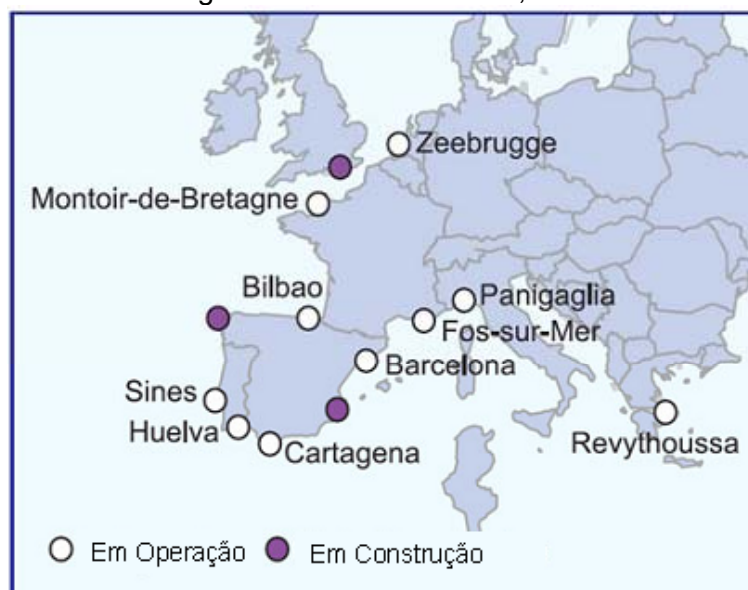 Zeebrugge
Montoir-de-Bretagne
Bilbao
Panigaglia
Fos-sur-Mer
Barcelona
Sines
Huelva
Cartagena
Revythoussa
Em Operação
Em Construção